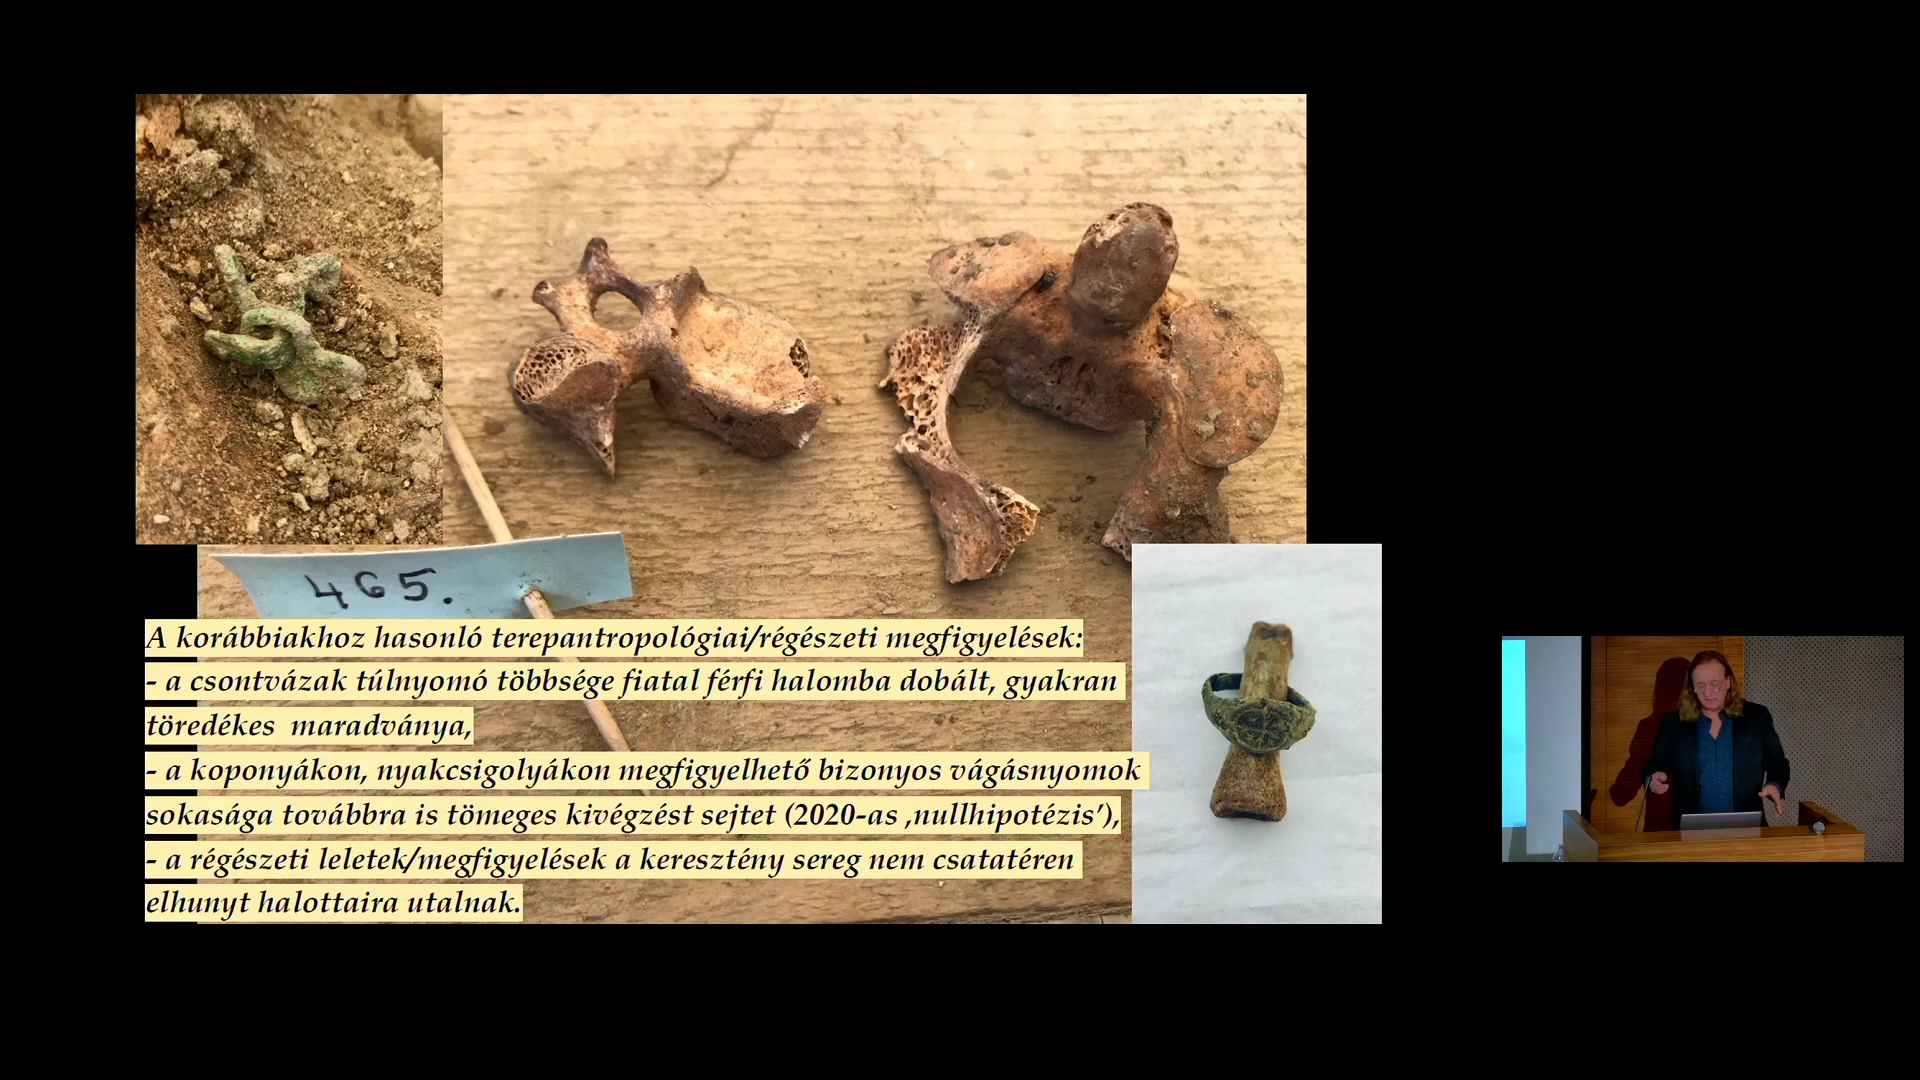 465.
A korábbiakhoz hasonló terepantropológiai/régészeti megfigyelések:
- a csontvázak túlnyomó többsége fiatal férfi halomba dobált, gyakran
töredékes maradványa,
- a koponyákon, nyakcsigolyákon megfigyelhető bizonyos vágásnyomok
sokasága továbbra is tömeges kivégzést sejtet (2020-as ‚nullhipotézis’),
- a régészeti leletek/megfigyelések a keresztény sereg nem csatatéren
elhunyt halottaira utalnak.